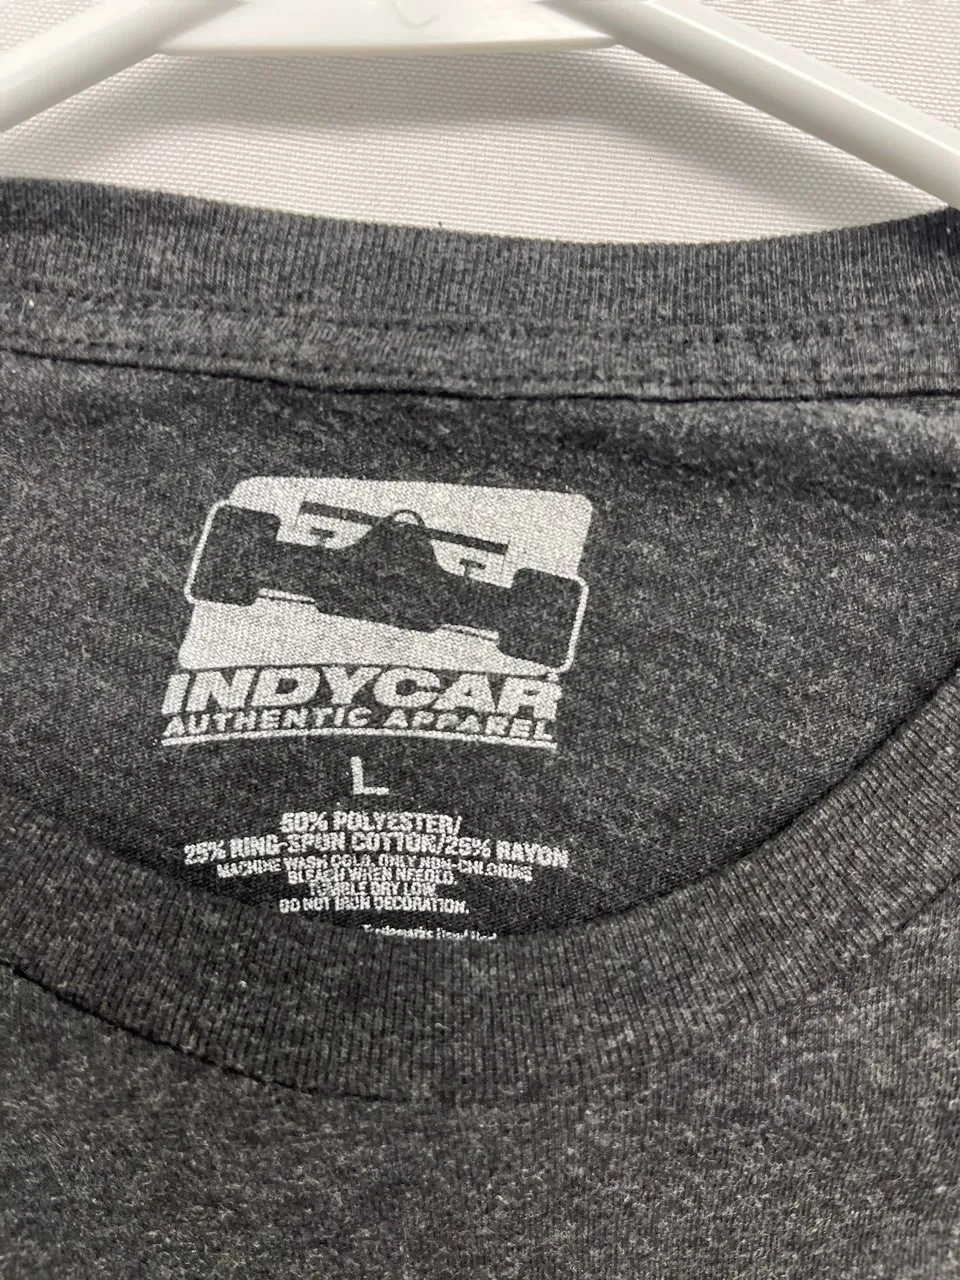 INDYCAR
AUTHENTIC APPAREL
L
50% POLYESTER/
25% RING-SPUN COTTON/25% RAYON
MACHINE WASH COLD. ONLY NON-CHLORINE
BLEACH WHEN NEEDED.
TUMBLE DRY LOW.
DO NOT IRON DECORATION.
Trademarks